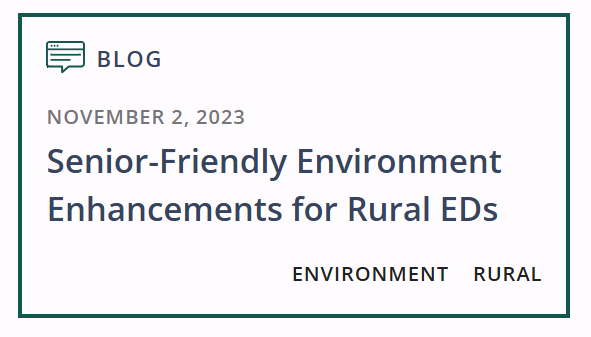 BLOG
NOVEMBER 2, 2023
Senior-Friendly Environment
Enhancements for Rural EDs
ENVIRONMENT RURAL